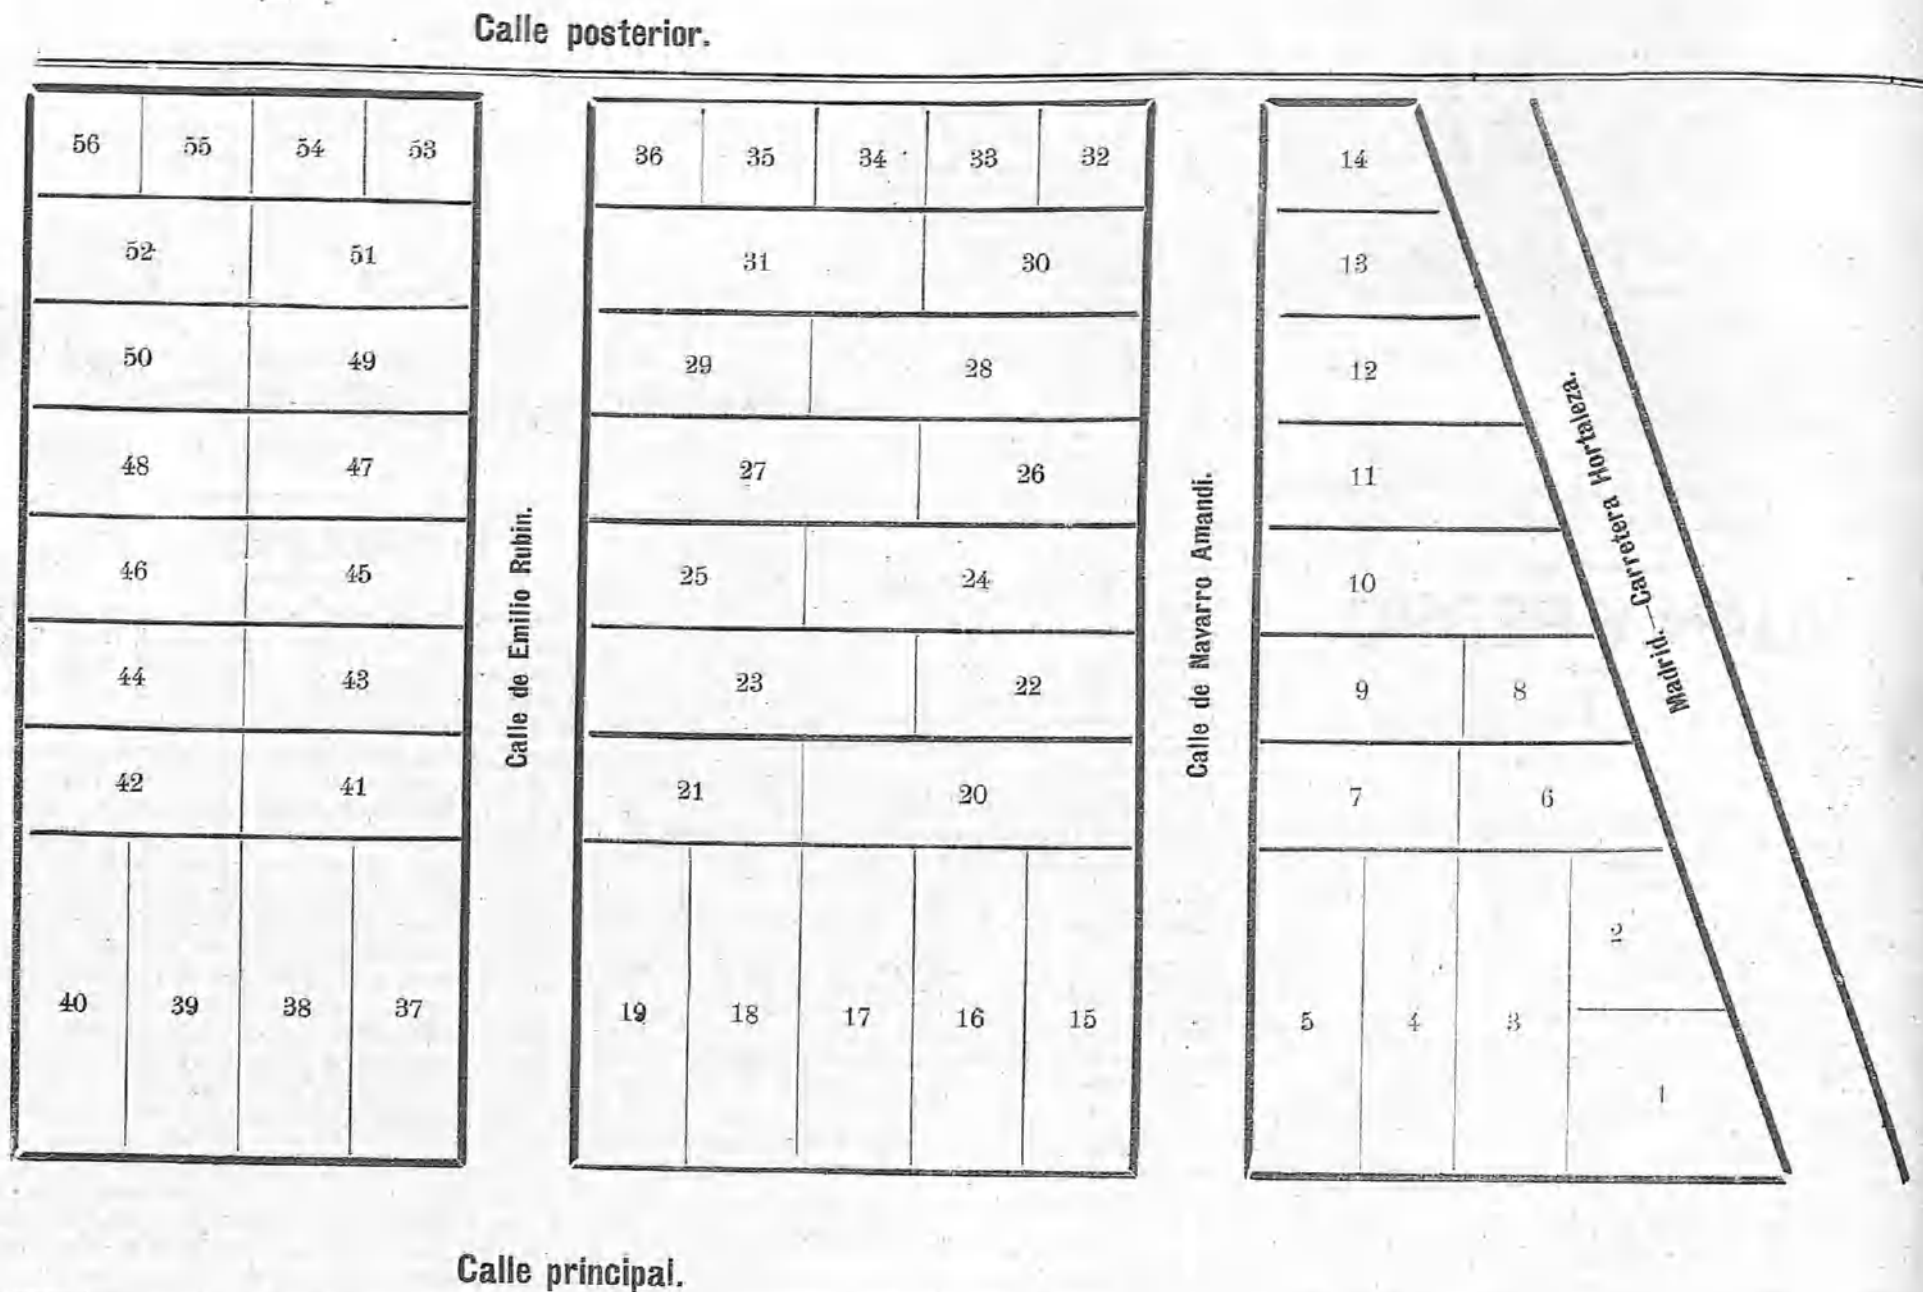 Calle posterior.
56 55 54 53
52 51
50 49
48 47
46 45
44 43
42 41
40 39 38 37
Calle de Emilio Rubin.
36 35 34 33 32
31 30
29 28
27 26
25 24
23 22
21 20
19 18 17 16 15
Calle de Navarro Amandi.
14
13
12
11
10
9 8
7 6
2
5 4 3
1
Madrid.—Carretera Hortaleza.
Calle principal.